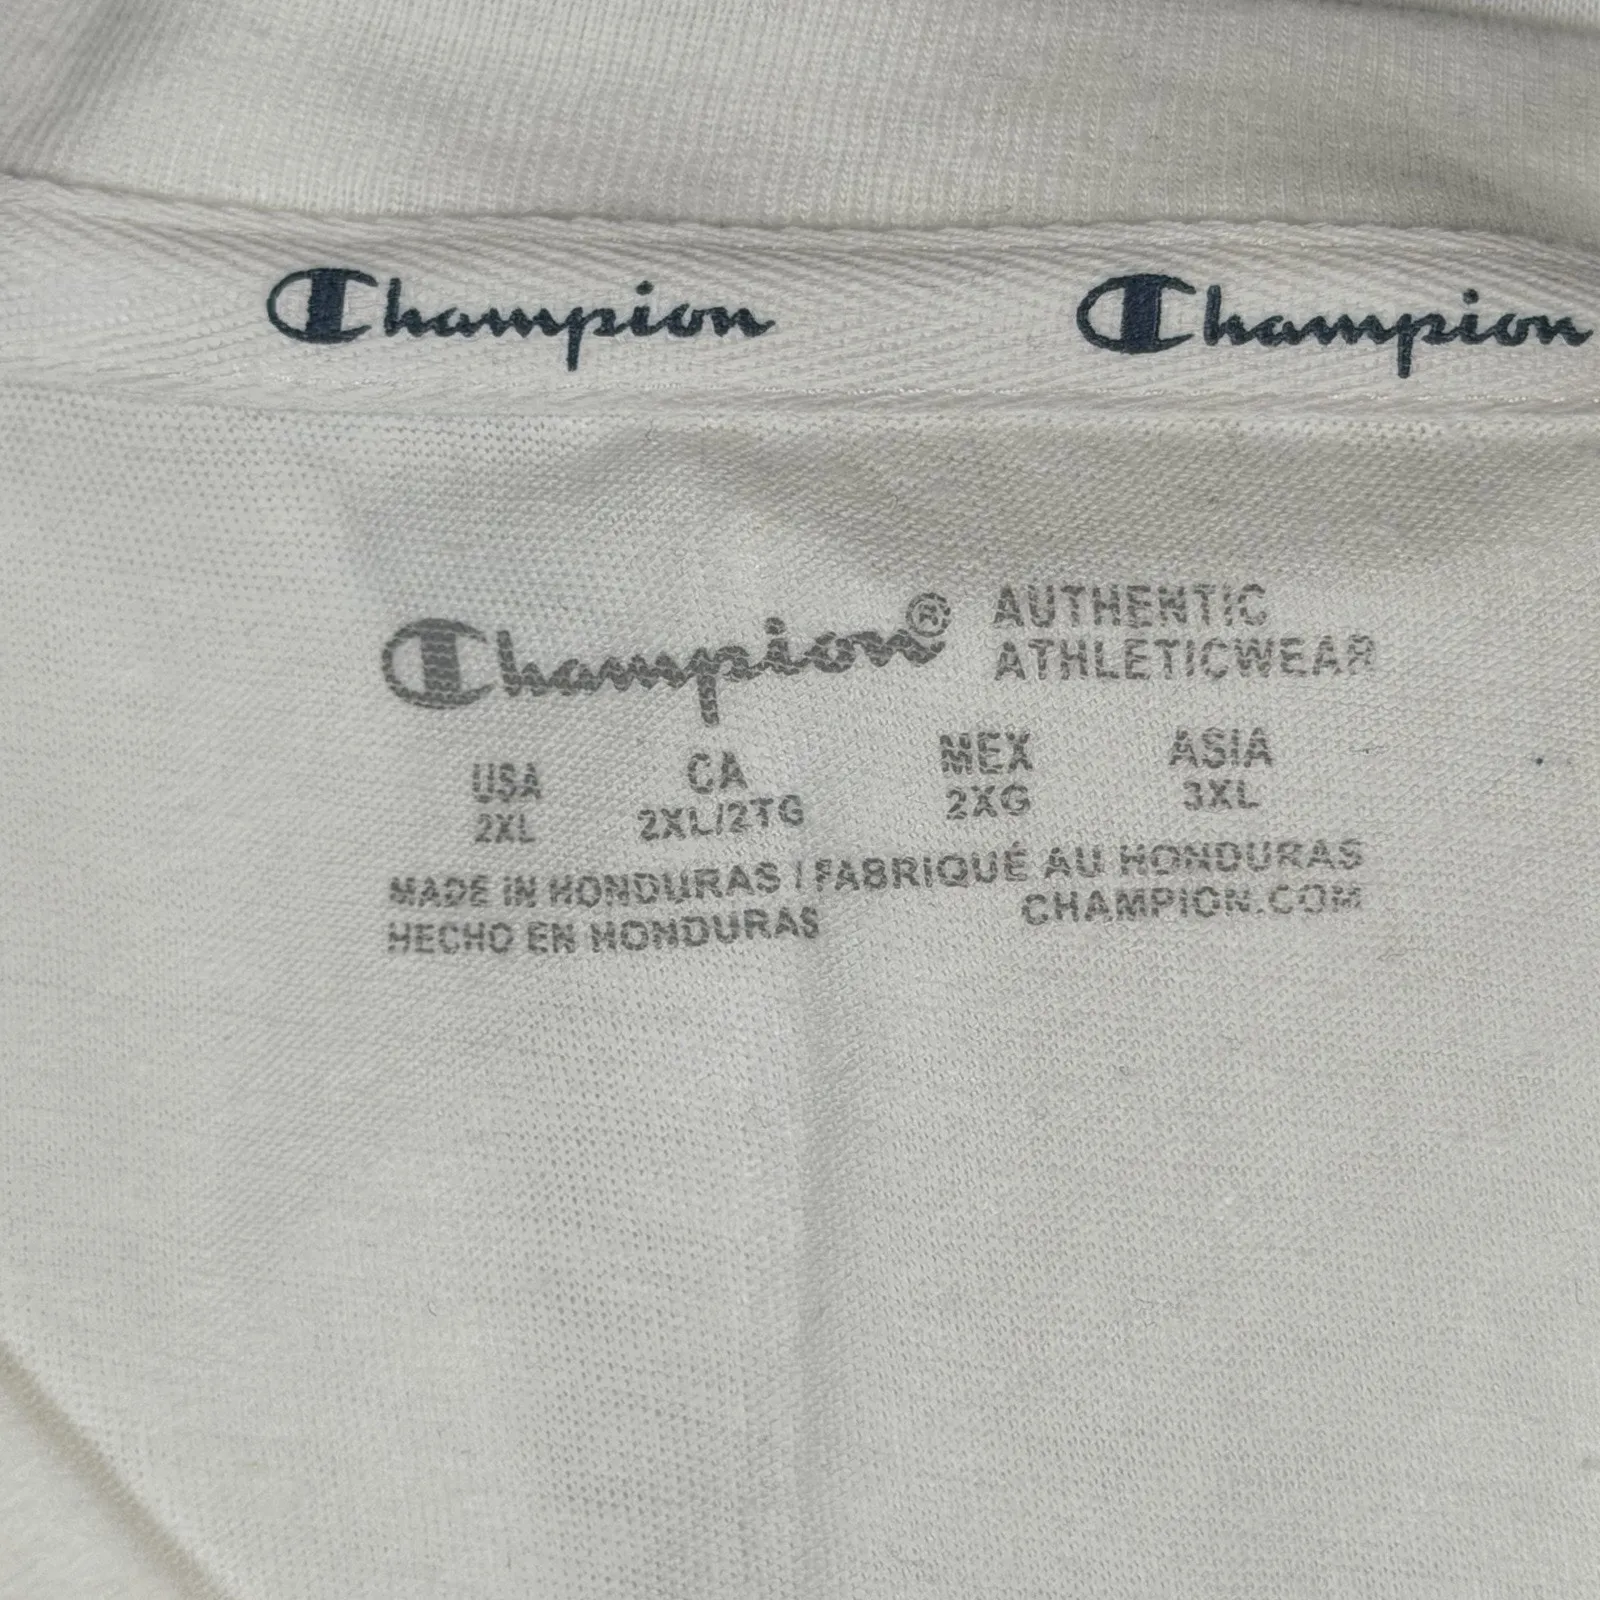 Champion Champion
Champion® AUTHENTIC
ATHLETICWEAR
USA CA MEX ASIA
2XL 2XL/2TG 2XG 3XL
MADE IN HONDURAS / FABRIQUÉ AU HONDURAS
HECHO EN HONDURAS CHAMPION.COM